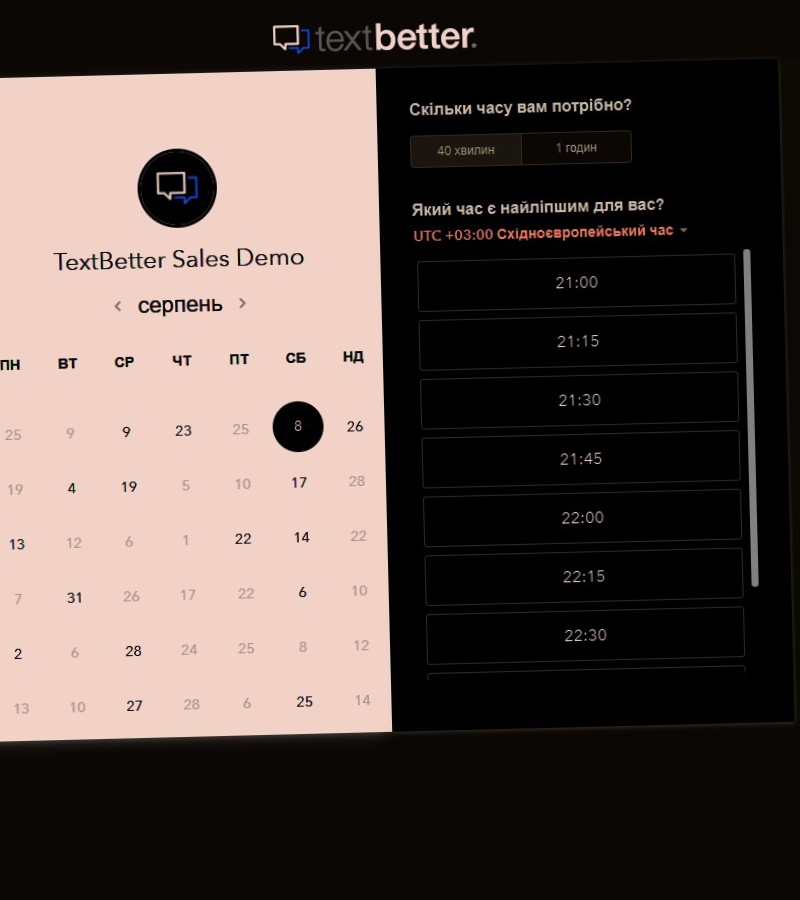 textbetter.
TextBetter Sales Demo
серпень
ПН ВТ СР ЧТ ПТ СБ НД
25 9 9 23 25 8 26
19 4 19 5 10 17 28
13 12 6 1 22 14 22
7 31 26 17 22 6 10
2 6 28 24 25 8 12
13 10 27 28 6 25 14
Скільки часу вам потрібно?
40 хвилин 1 годин
Який час є найліпшим для вас?
UTC +03:00 Східноєвропейський час
21:00
21:15
21:30
21:45
22:00
22:15
22:30